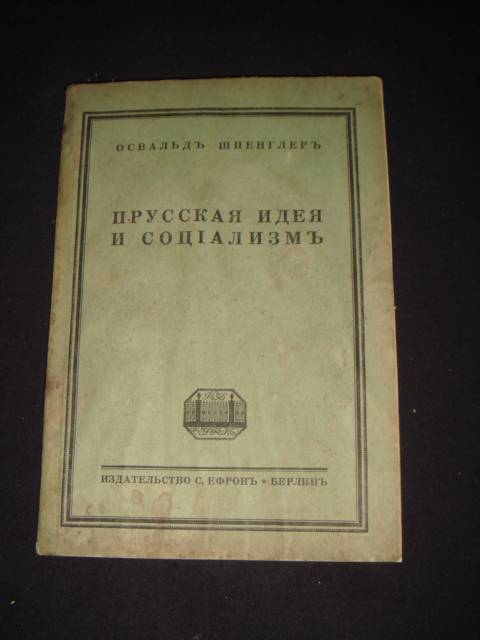 ОСВАЛЬДЪ ШПЕНГЛЕРЪ
ПРУССКАЯ ИДЕЯ
И СОЦІАЛИЗМЪ
ИЗДАТЕЛЬСТВО С. ЕФРОНЪ • БЕРЛИНЪ